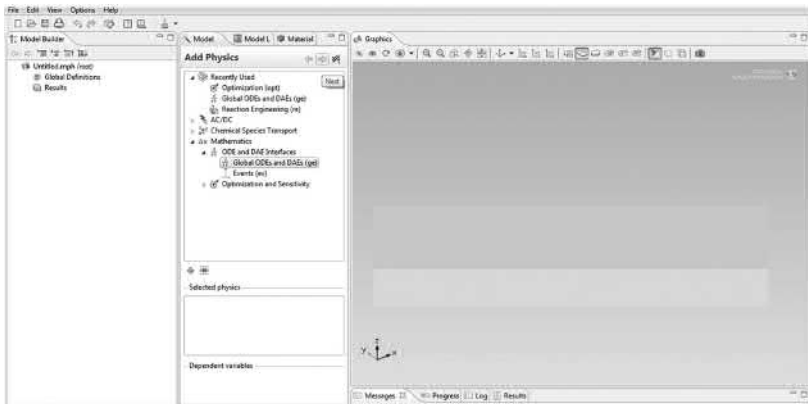 File Edit View Options Help
Model Builder
Untitled.mph (root)
Global Definitions
Results
Model
Model L
Material
Add Physics
Next
Recently Used
Optimization (opt)
Global ODEs and DAEs (ge)
Reaction Engineering (re)
AC/DC
Chemical Species Transport
Mathematics
ODE and DAE Interfaces
Global ODEs and DAEs (ge)
Events (ev)
Optimization and Sensitivity
Selected physics
Dependent variables
Graphics
z
y
x
Messages
Progress
Log
Results